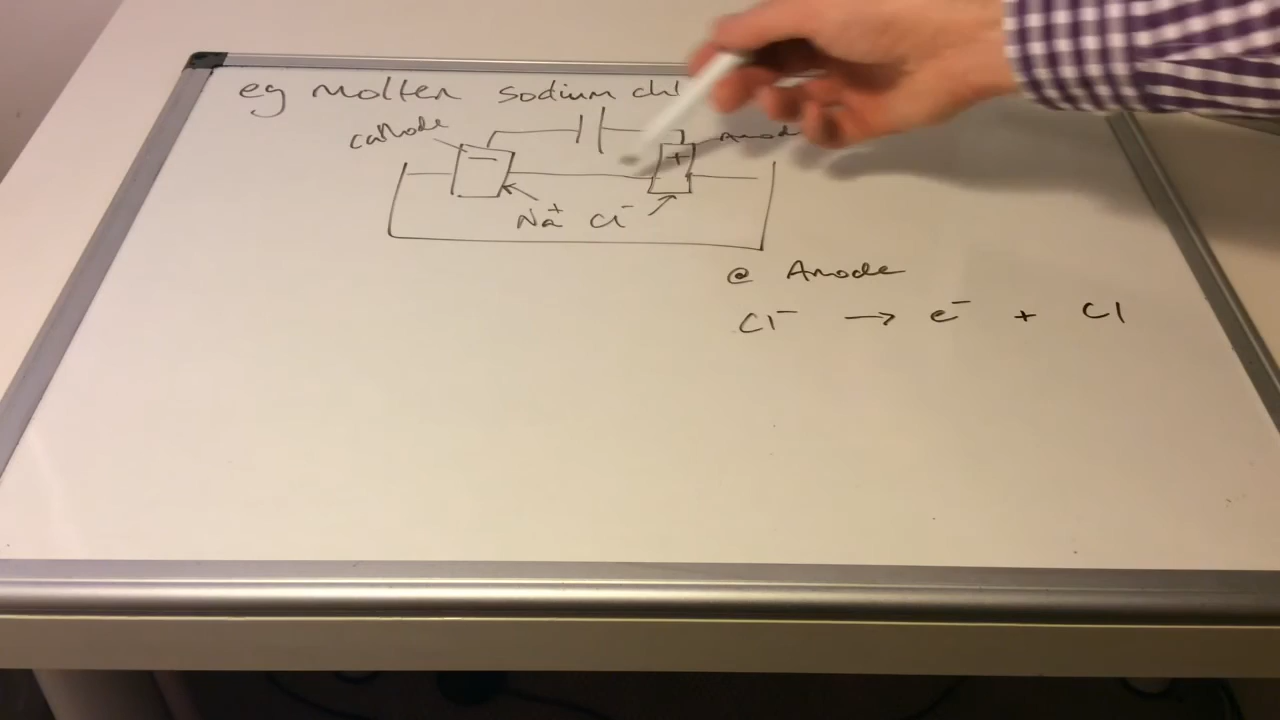 eg molten sodium chl
cathode
− + Anod
Na⁺ Cl⁻
@ Anode
Cl⁻ → e⁻ + Cl